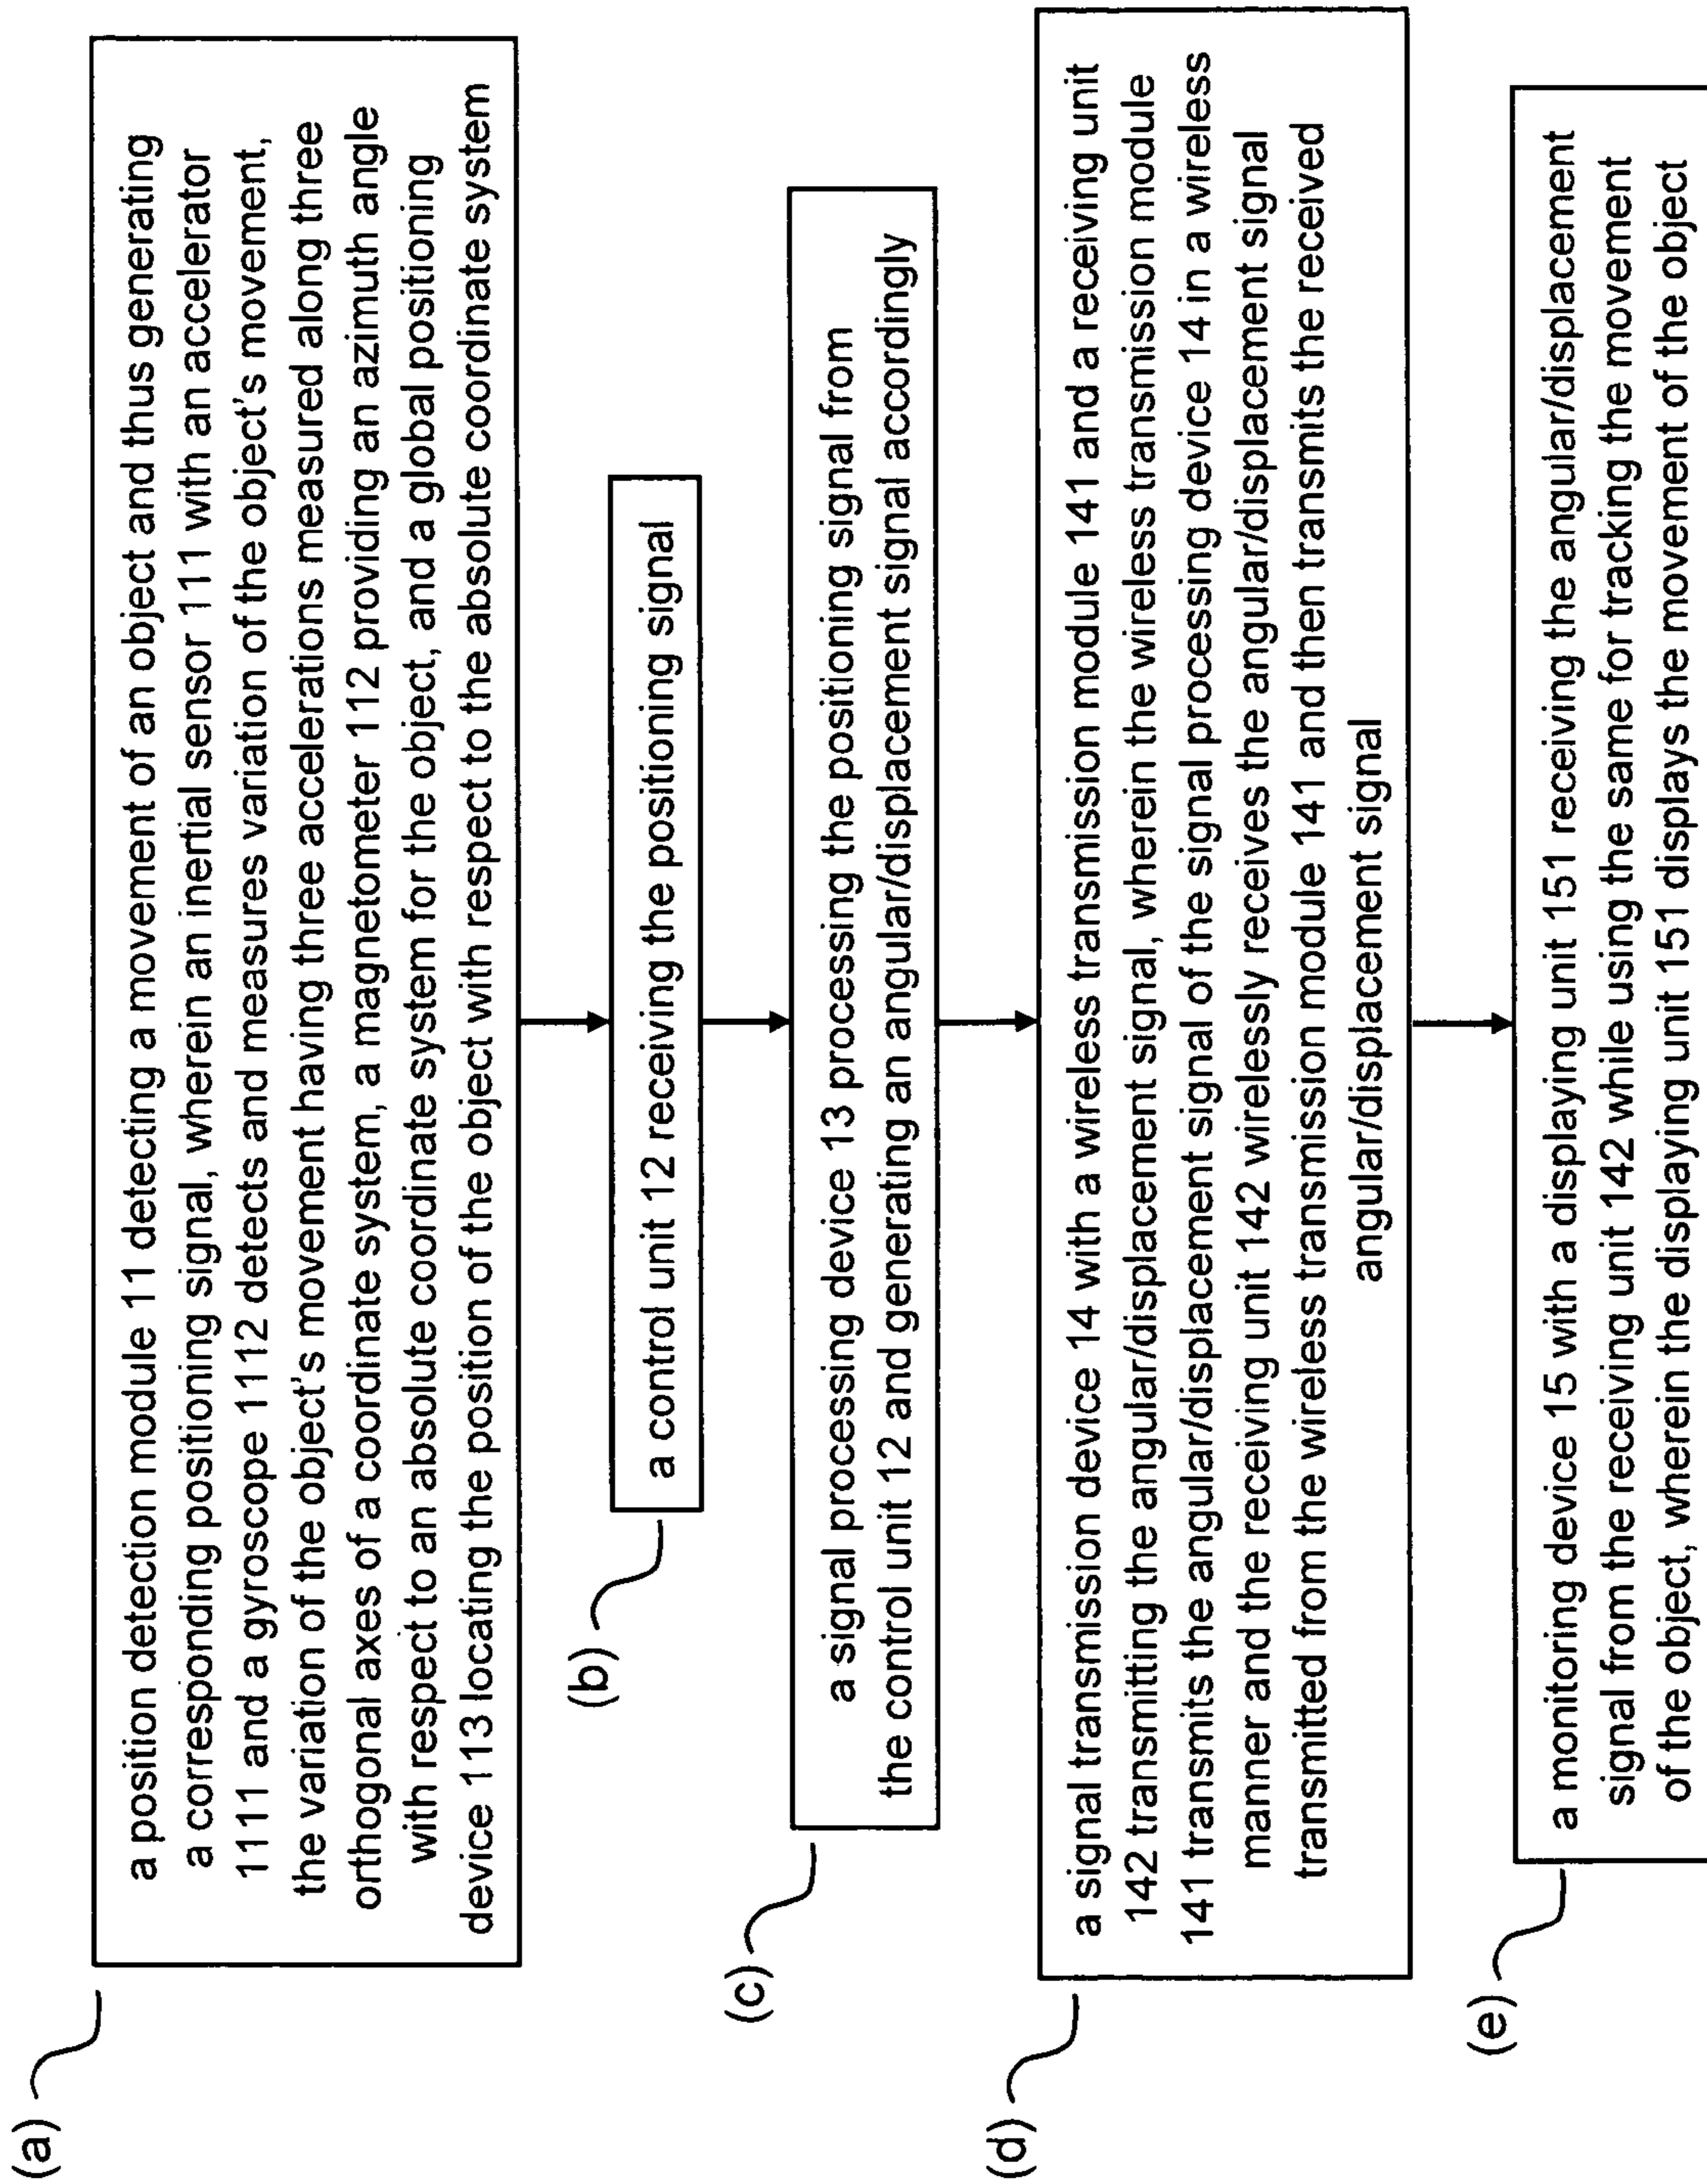 (a)
a position detection module 11 detecting a movement of an object and thus generating
a corresponding positioning signal, wherein an inertial sensor 111 with an accelerator
1111 and a gyroscope 1112 detects and measures variation of the object's movement,
the variation of the object's movement having three accelerations measured along three
orthogonal axes of a coordinate system, a magnetometer 112 providing an azimuth angle
with respect to an absolute coordinate system for the object, and a global positioning
device 113 locating the position of the object with respect to the absolute coordinate system
(b)
a control unit 12 receiving the positioning signal
(c)
a signal processing device 13 processing the positioning signal from
the control unit 12 and generating an angular/displacement signal accordingly
(d)
a signal transmission device 14 with a wireless transmission module 141 and a receiving unit
142 transmitting the angular/displacement signal, wherein the wireless transmission module
141 transmits the angular/displacement signal of the signal processing device 14 in a wireless
manner and the receiving unit 142 wirelessly receives the angular/displacement signal
transmitted from the wireless transmission module 141 and then transmits the received
angular/displacement signal
(e)
a monitoring device 15 with a displaying unit 151 receiving the angular/displacement
signal from the receiving unit 142 while using the same for tracking the movement
of the object, wherein the displaying unit 151 displays the movement of the object